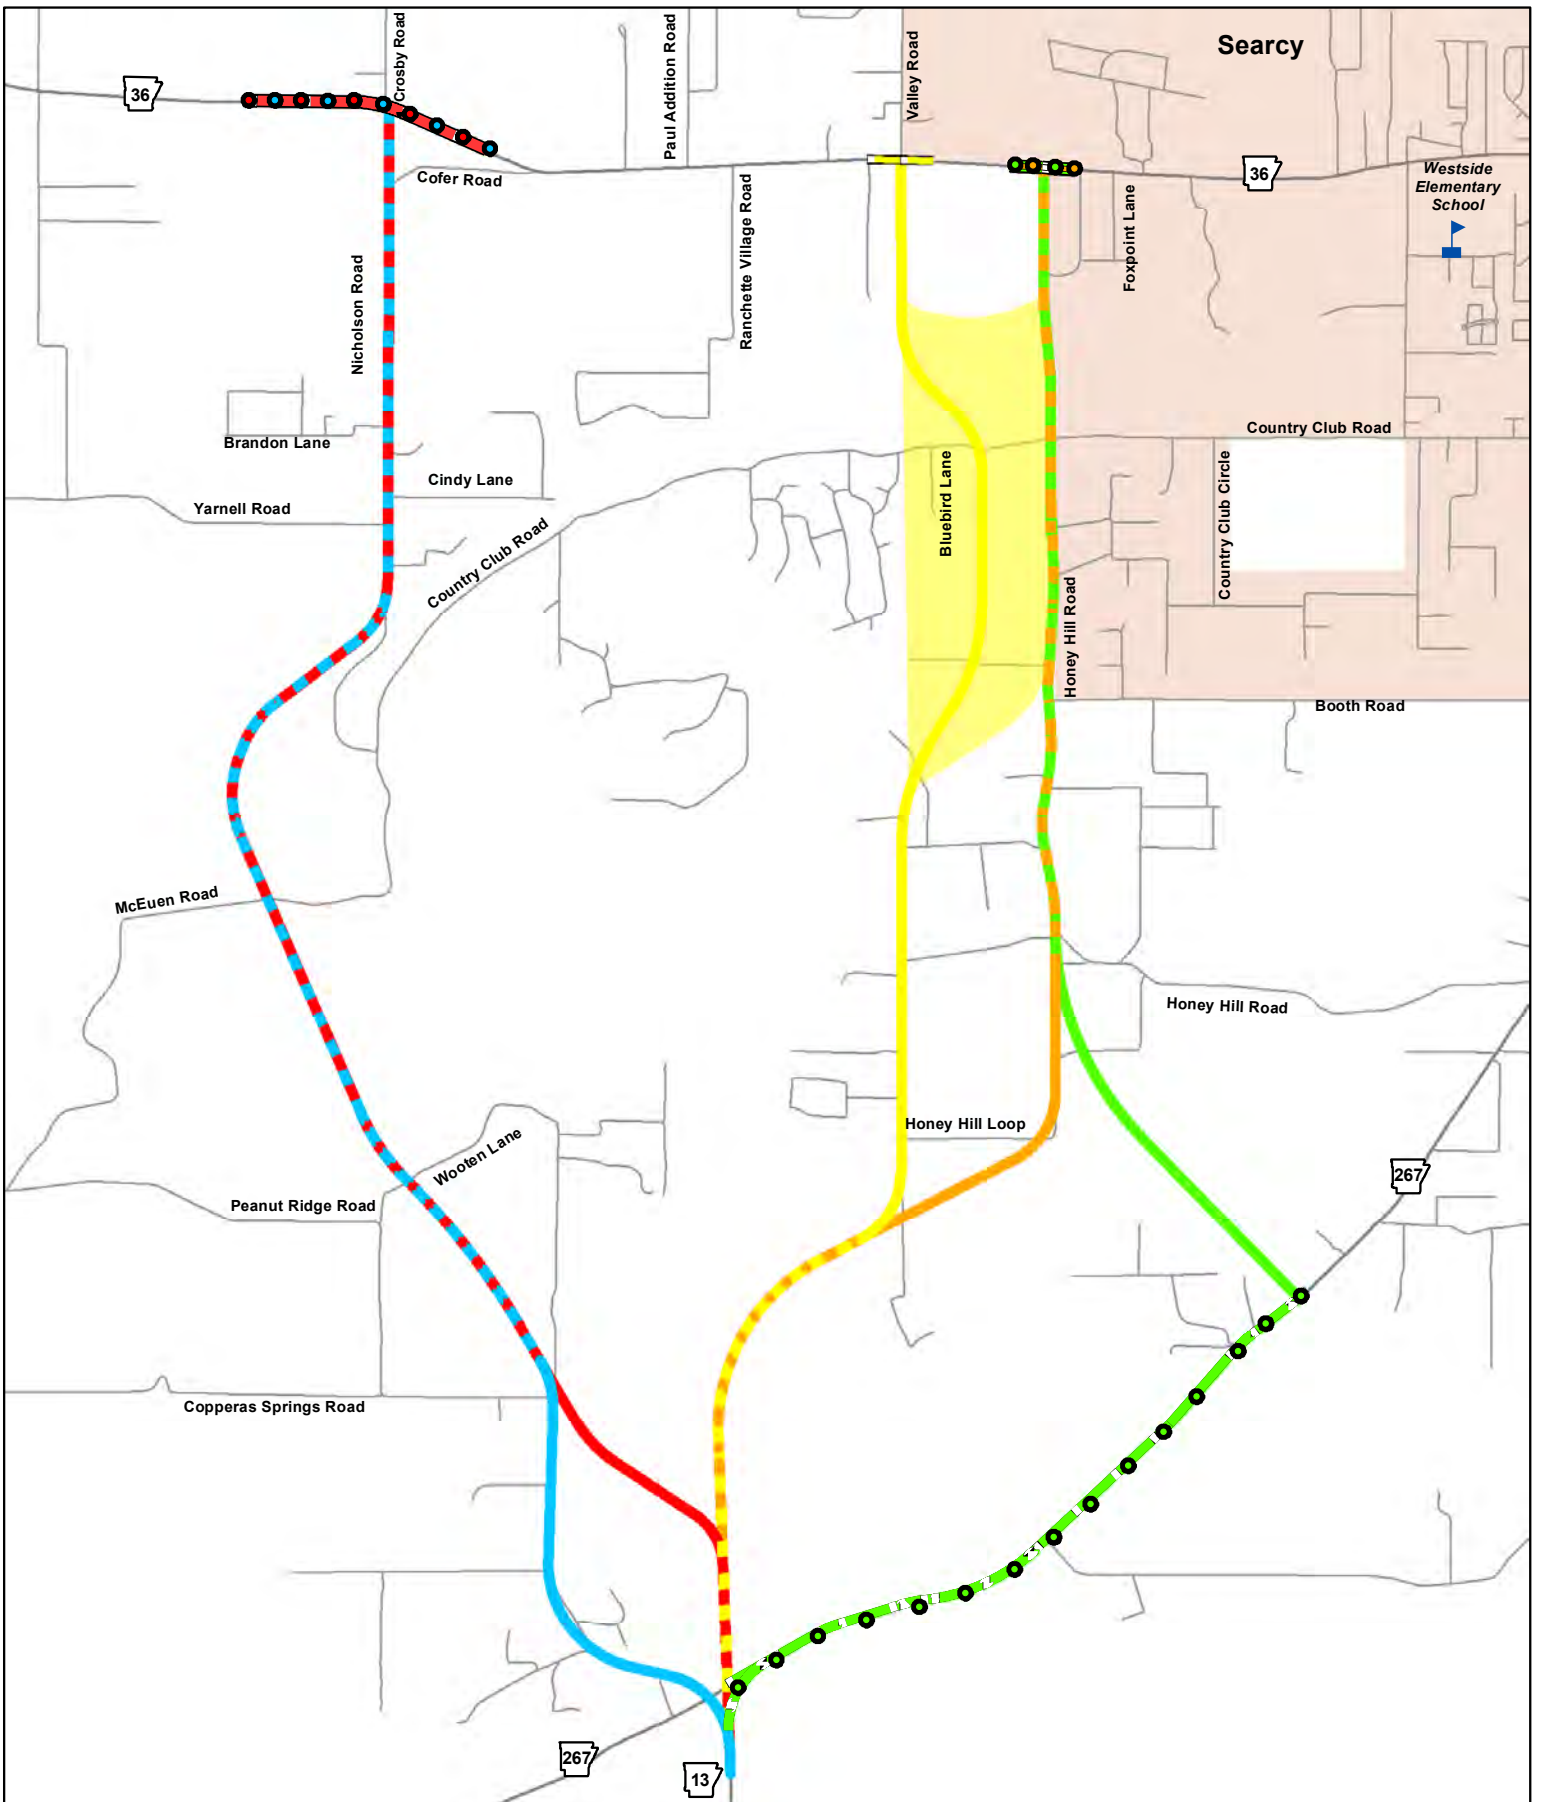 Searcy
Crosby Road
Paul Addition Road
Valley Road
36
Cofer Road
36
Westside
Elementary
School
Foxpoint Lane
Ranchette Village Road
Nicholson Road
Brandon Lane
Cindy Lane
Yarnell Road
Country Club Road
Country Club Road
Bluebird Lane
Country Club Circle
Honey Hill Road
Booth Road
McEuen Road
Honey Hill Road
Honey Hill Loop
Wooten Lane
267
Peanut Ridge Road
Copperas Springs Road
267
13